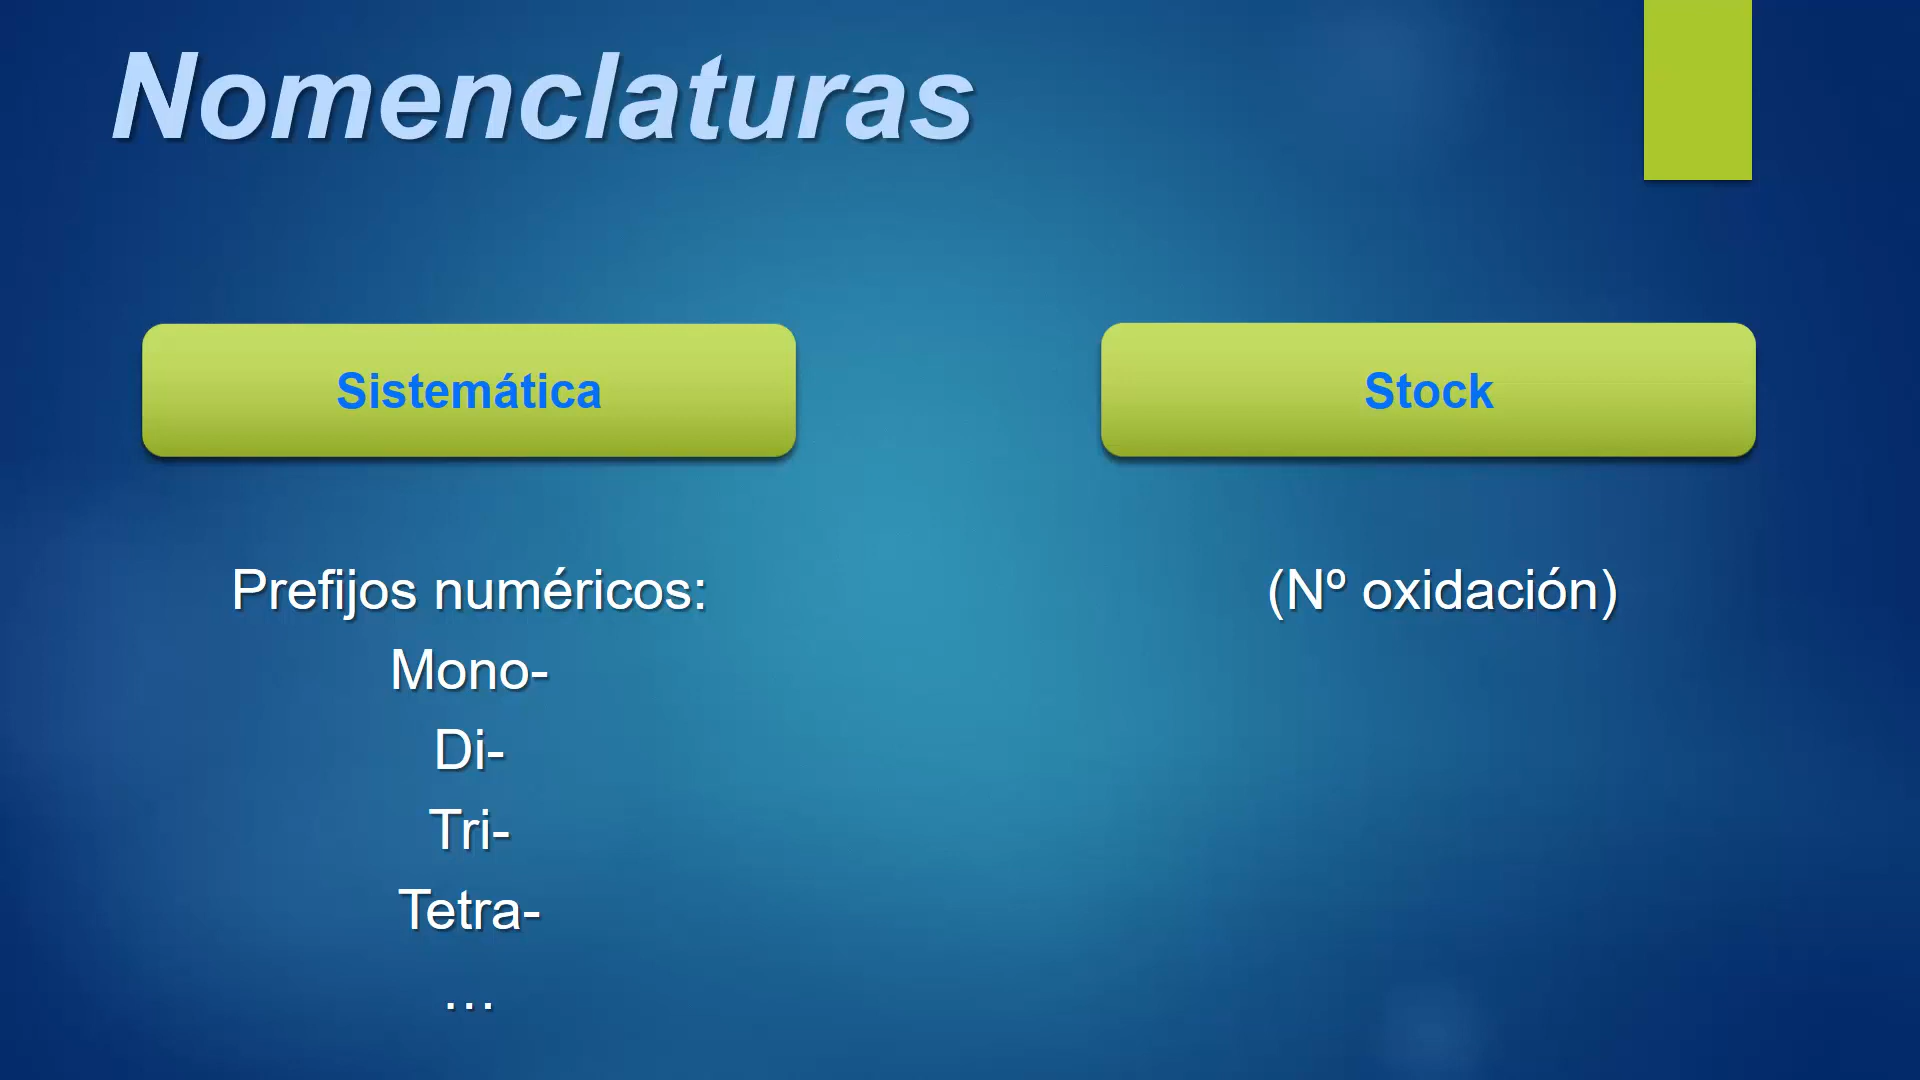 Nomenclaturas
Sistemática
Stock
Prefijos numéricos:
Mono-
Di-
Tri-
Tetra-
…
(Nº oxidación)